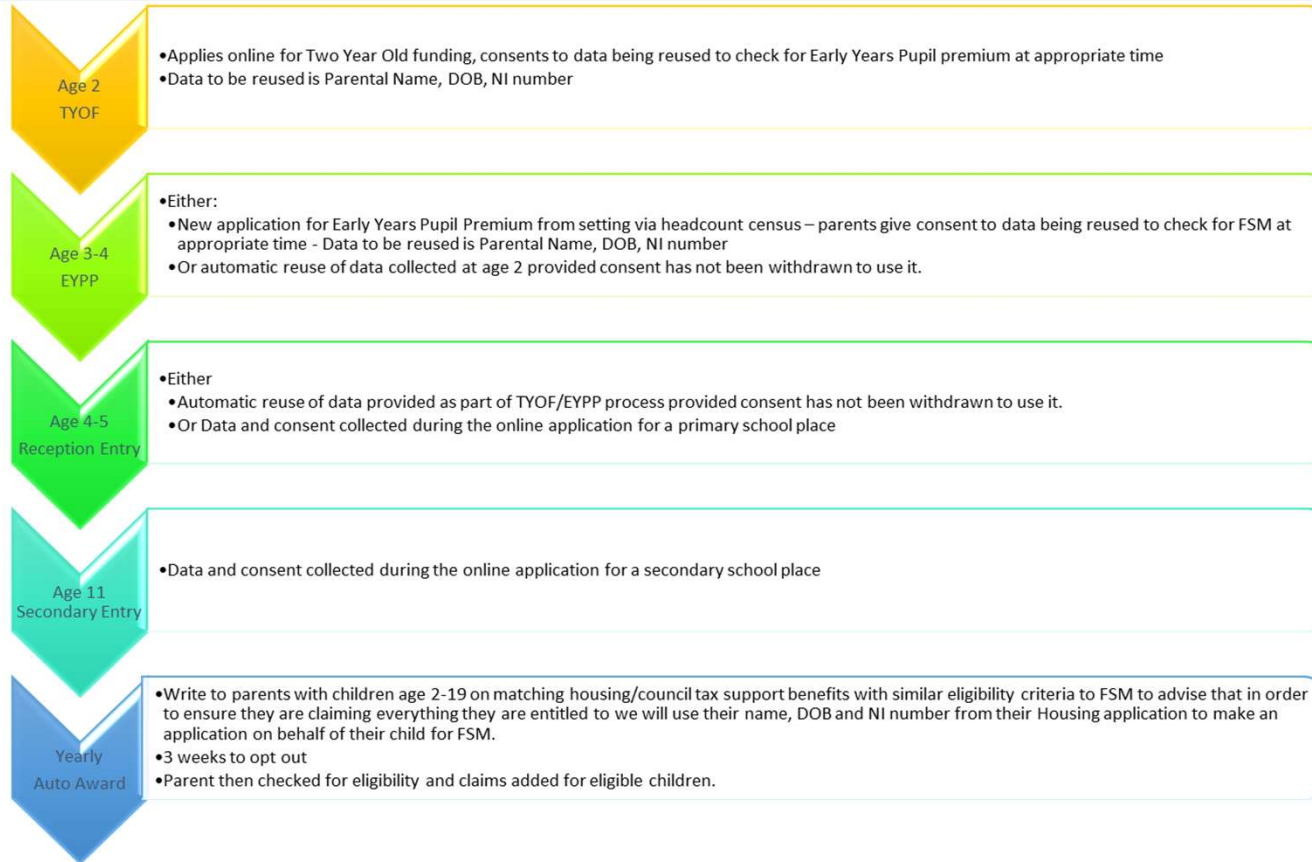 Age 2
TYOF
•Applies online for Two Year Old funding, consents to data being reused to check for Early Years Pupil premium at appropriate time
•Data to be reused is Parental Name, DOB, NI number
Age 3-4
EYPP
•Either:
•New application for Early Years Pupil Premium from setting via headcount census – parents give consent to data being reused to check for FSM at
appropriate time - Data to be reused is Parental Name, DOB, NI number
•Or automatic reuse of data collected at age 2 provided consent has not been withdrawn to use it.
Age 4-5
Reception Entry
•Either
•Automatic reuse of data provided as part of TYOF/EYPP process provided consent has not been withdrawn to use it.
•Or Data and consent collected during the online application for a primary school place
Age 11
Secondary Entry
•Data and consent collected during the online application for a secondary school place
Yearly
Auto Award
•Write to parents with children age 2-19 on matching housing/council tax support benefits with similar eligibility criteria to FSM to advise that in order
to ensure they are claiming everything they are entitled to we will use their name, DOB and NI number from their Housing application to make an
application on behalf of their child for FSM.
•3 weeks to opt out
•Parent then checked for eligibility and claims added for eligible children.